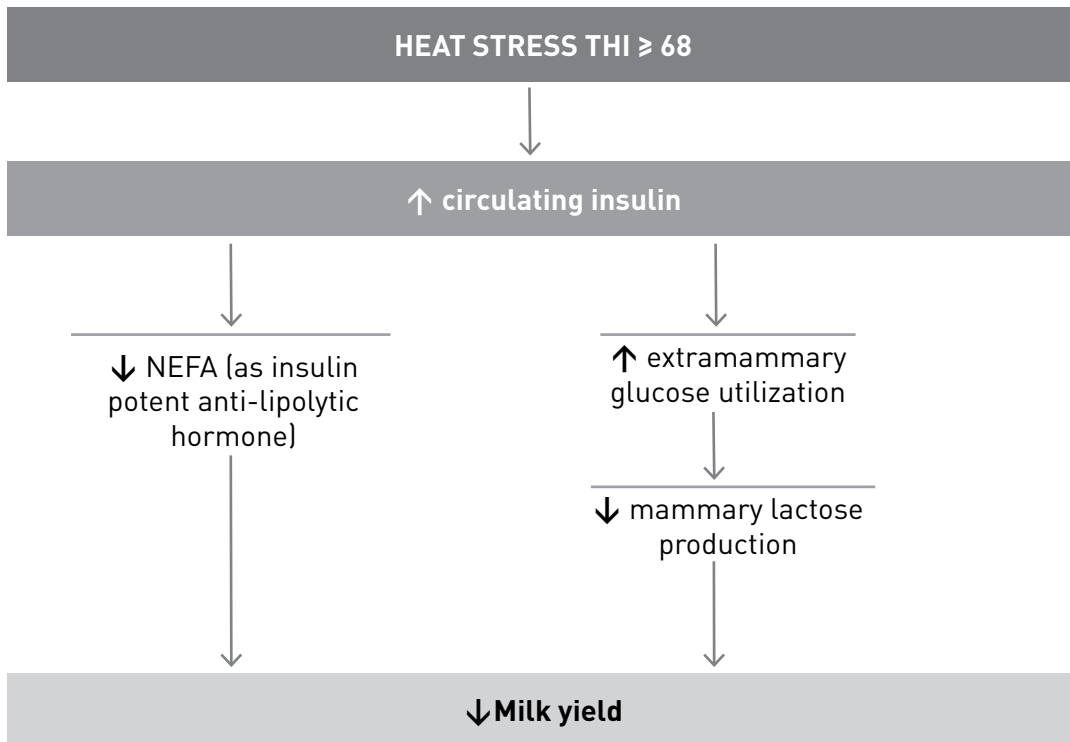 HEAT STRESS THI ≥ 68
↑ circulating insulin
↓ NEFA (as insulin
potent anti-lipolytic
hormone)
↑ extramammary
glucose utilization
↓ mammary lactose
production
↓Milk yield